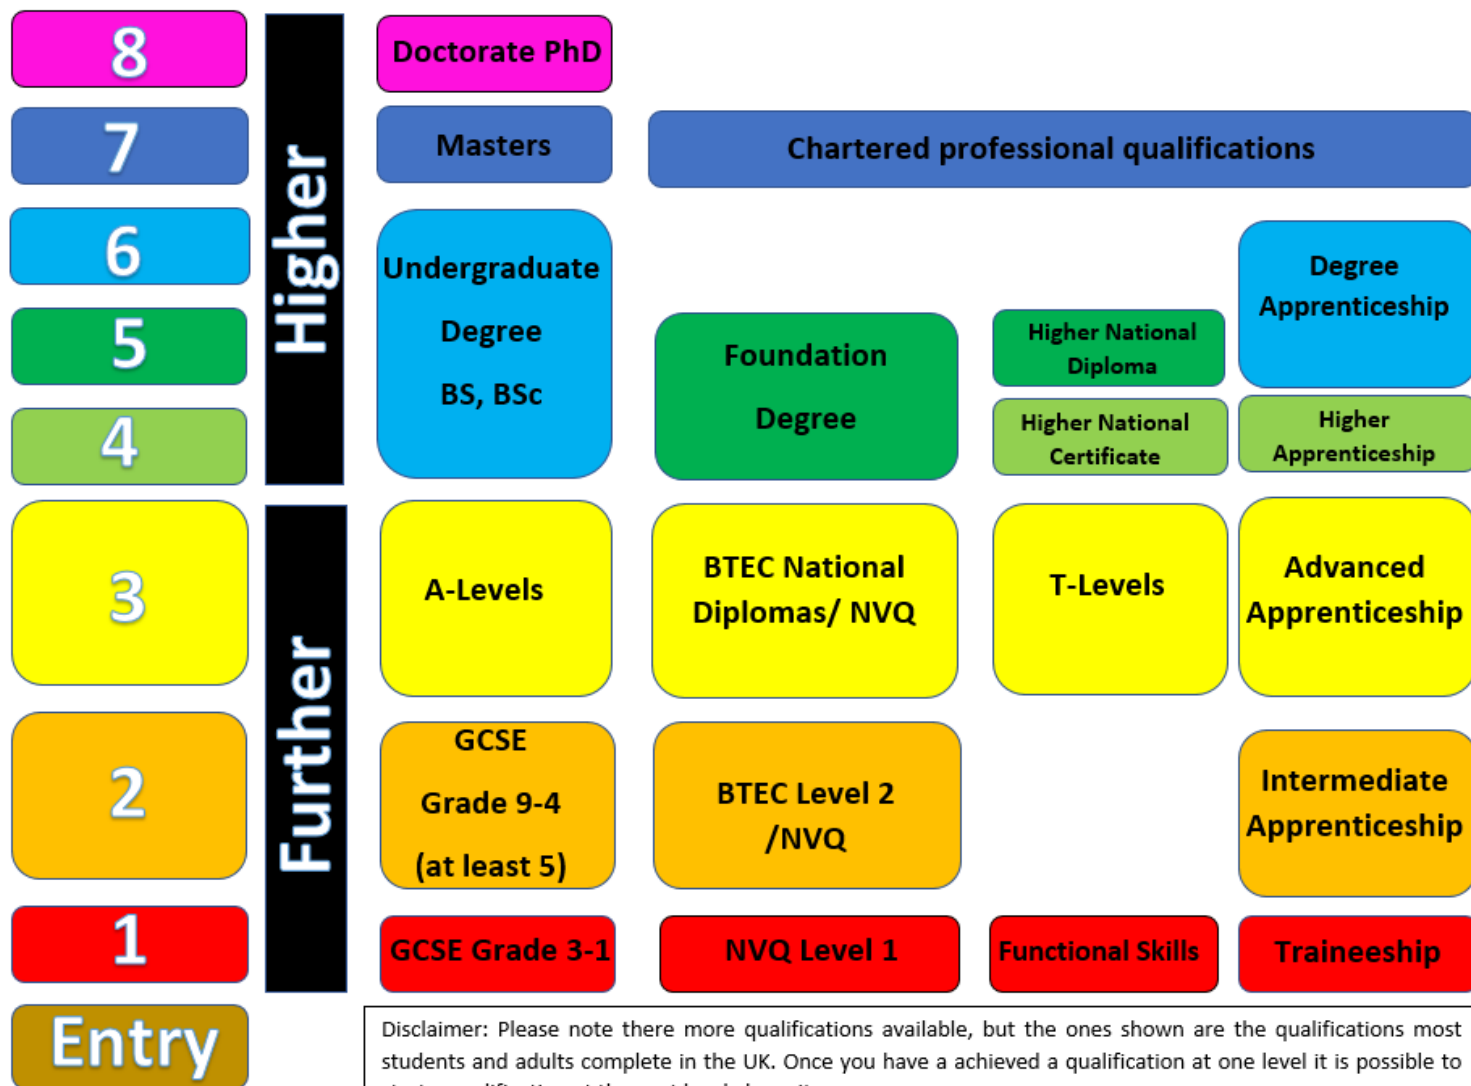 8
Doctorate PhD
7
Masters
Chartered professional qualifications
Higher
6
Undergraduate
Degree
BS, BSc
Degree
Apprenticeship
5
Foundation
Degree
Higher National
Diploma
4
Higher National
Certificate
Higher
Apprenticeship
Further
3
A-Levels
BTEC National
Diplomas/ NVQ
T-Levels
Advanced
Apprenticeship
2
GCSE
Grade 9-4
(at least 5)
BTEC Level 2
/NVQ
Intermediate
Apprenticeship
1
GCSE Grade 3-1
NVQ Level 1
Functional Skills
Traineeship
Entry
Disclaimer: Please note there more qualifications available, but the ones shown are the qualifications most
students and adults complete in the UK. Once you have a achieved a qualification at one level it is possible to